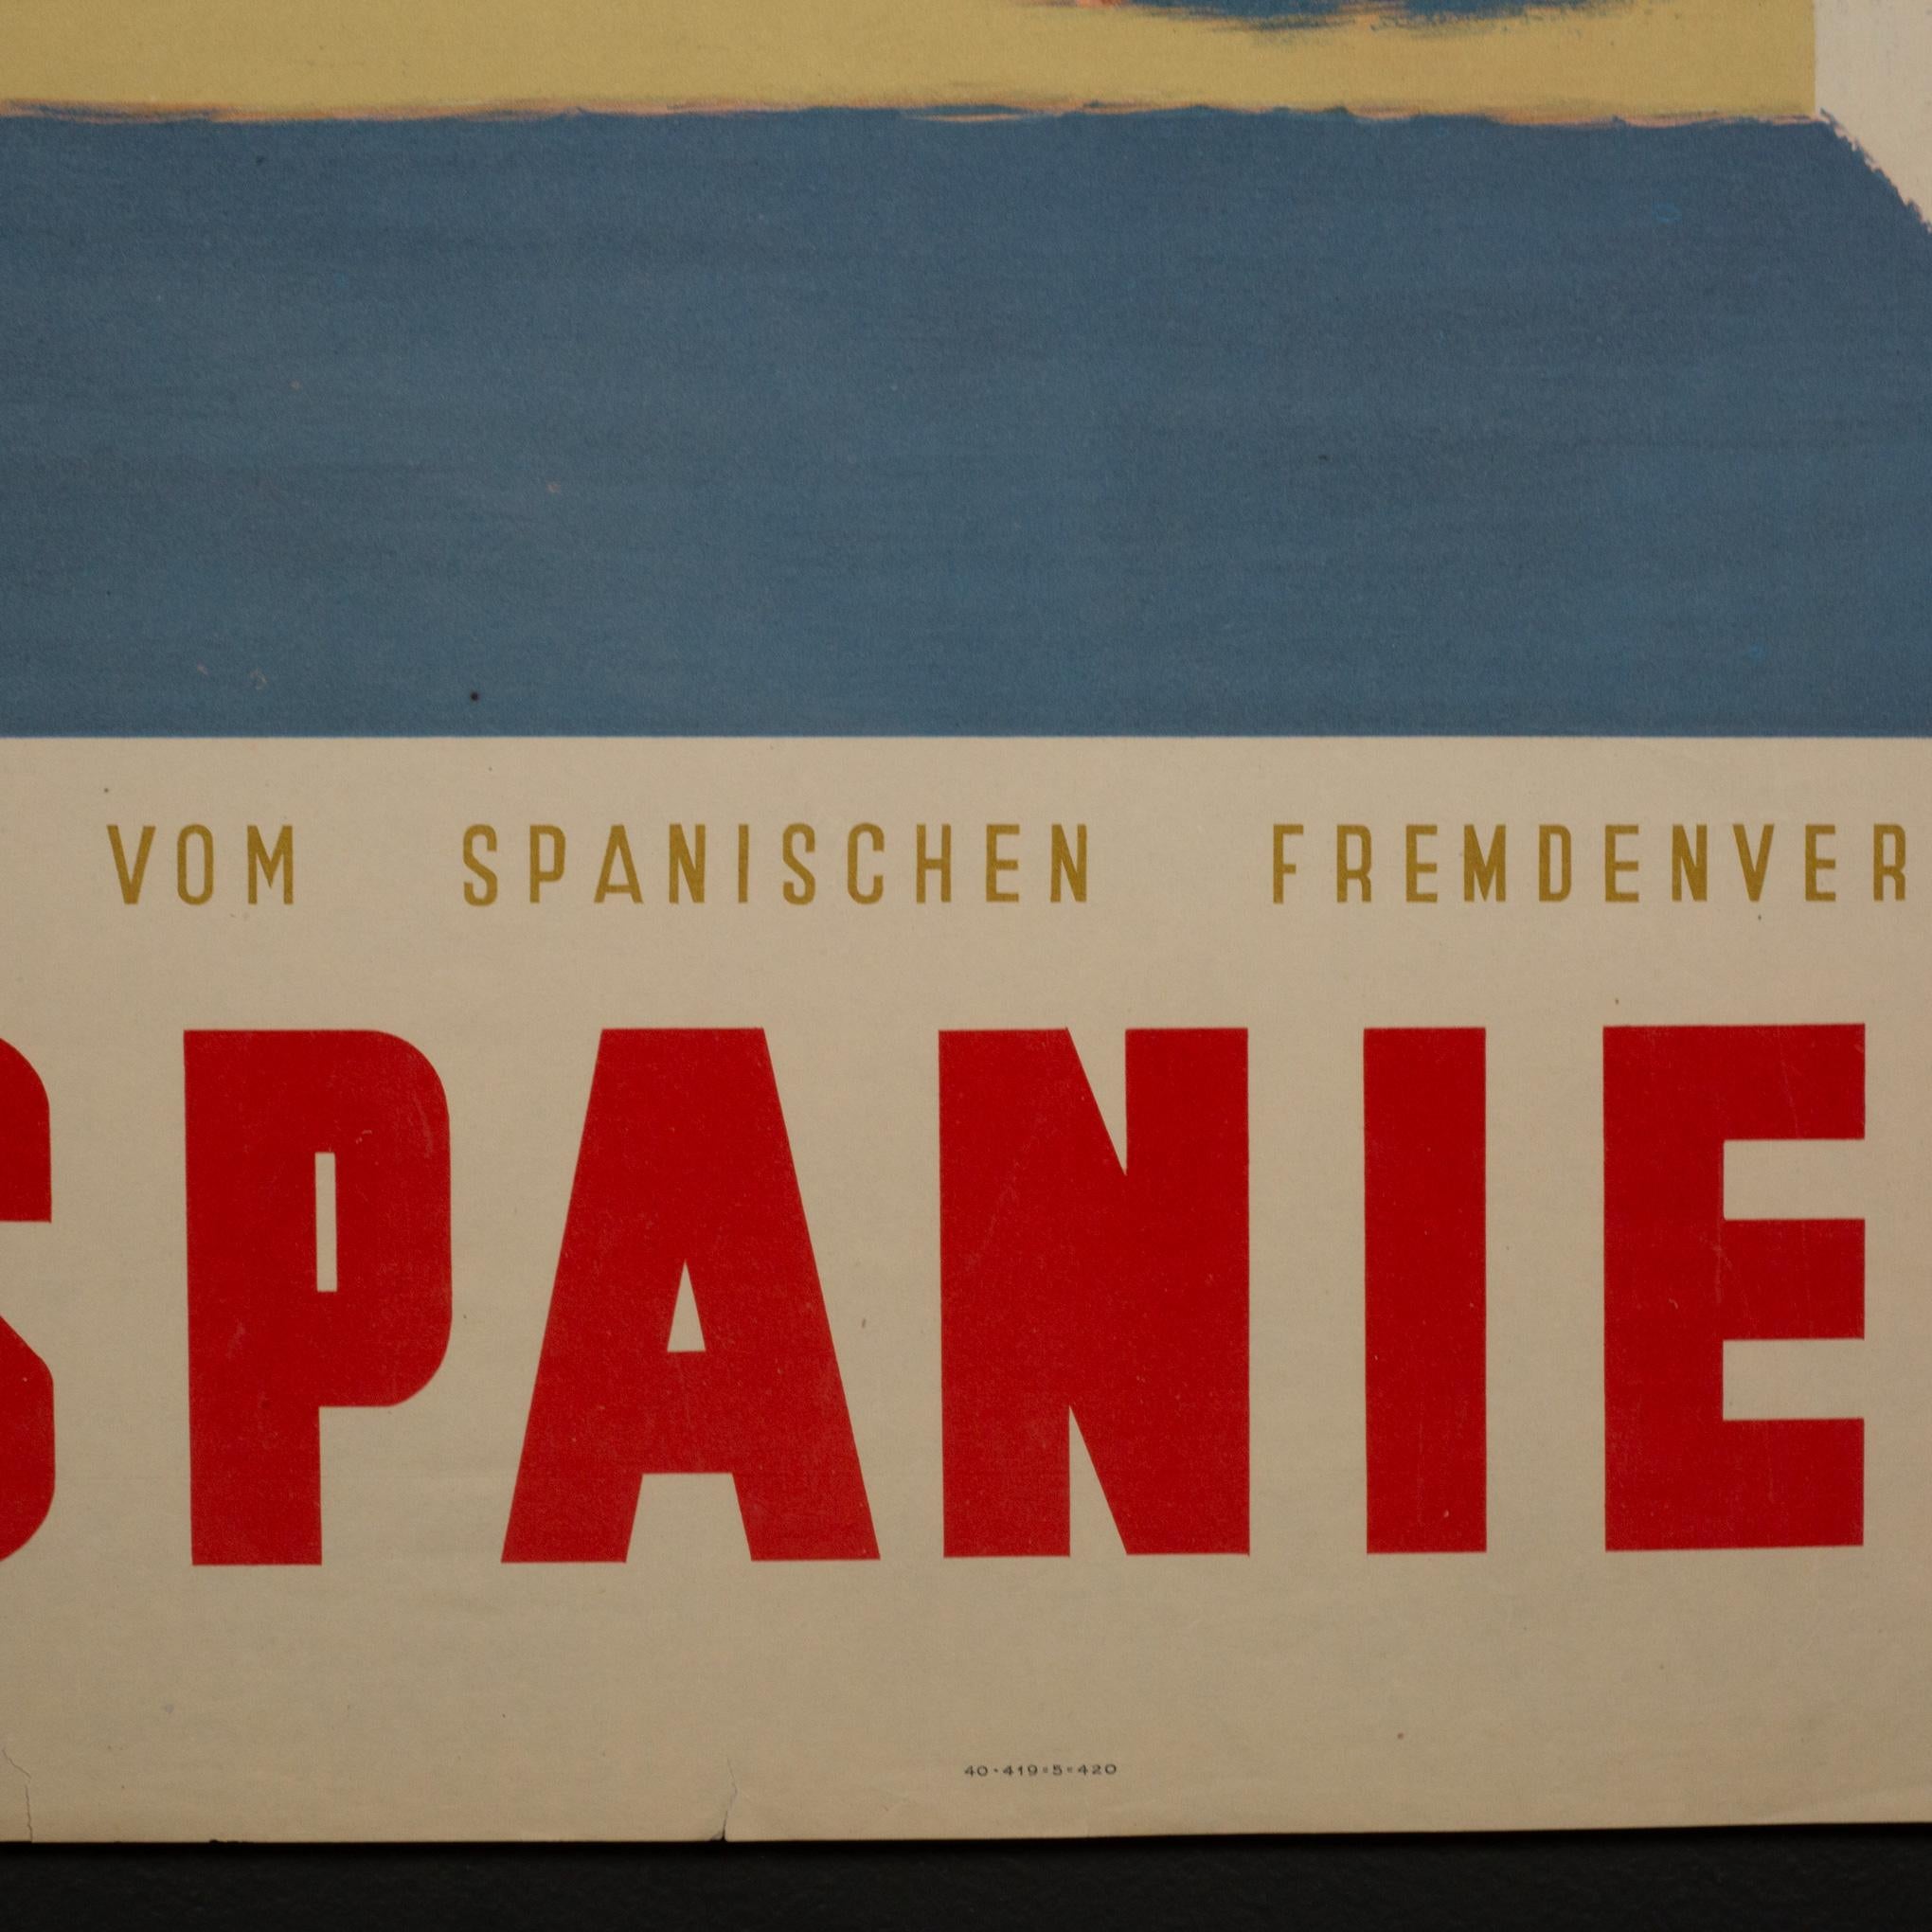 VOM SPANISCHEN FREMDENVER
SPANIE
40-419=5=420